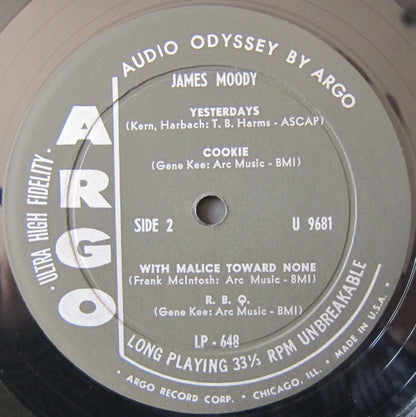 AUDIO ODYSSEY BY ARGO
· ULTRA HIGH FIDELITY ·
ARGO
JAMES MOODY
YESTERDAYS
(Kern, Harbach: T. B. Harms - ASCAP)
COOKIE
(Gene Kee: Arc Music - BMI)
SIDE 2
U 9681
WITH MALICE TOWARD NONE
(Frank McIntosh: Arc Music - BMI)
R. B. Q.
(Gene Kee: Arc Music - BMI)
LP - 648
LONG PLAYING 33⅓ RPM UNBREAKABLE
· ARGO RECORD CORP. · CHICAGO, ILL. · MADE IN U.S.A. ·